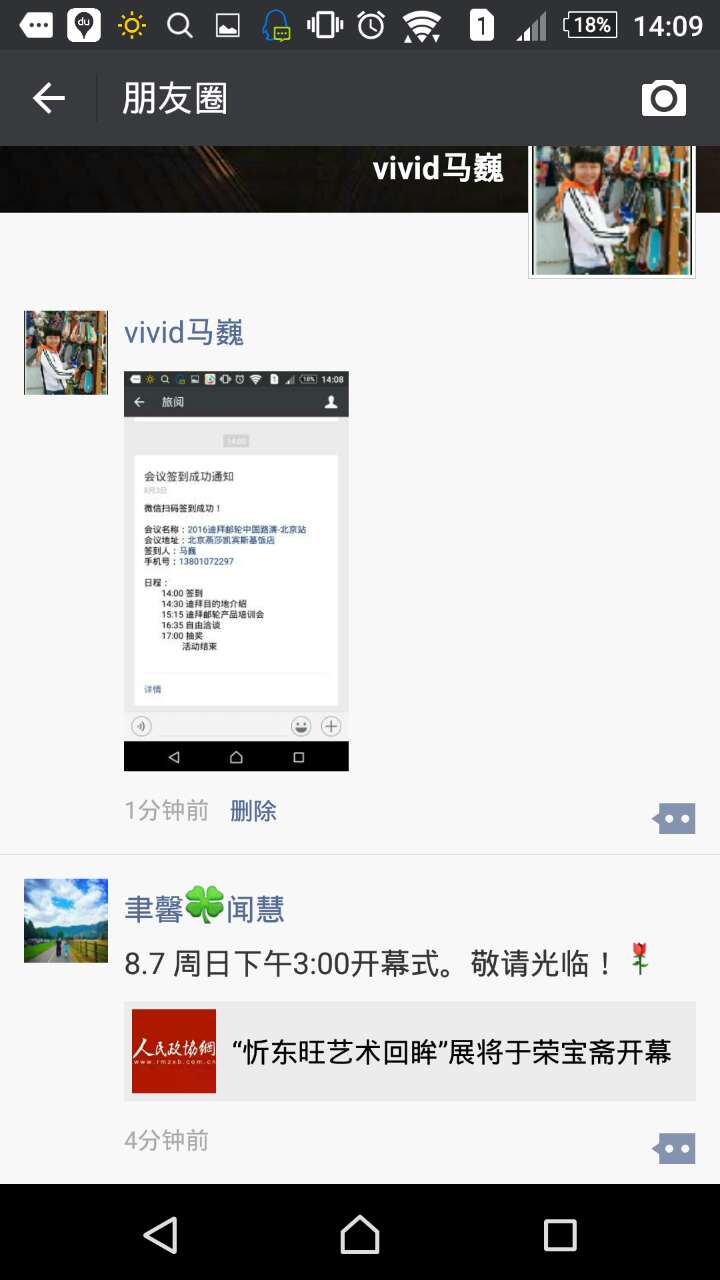 du
1
18%
14:09
朋友圈
vivid马巍
vivid马巍
18%
14:08
旅阅
14:00
会议签到成功通知
8月3日
微信扫码签到成功！
会议名称：2016迪拜邮轮中国路演-北京站
会议地址：北京燕莎凯宾斯基饭店
签到人：马巍
手机号：13801072297
日程：
14:00 签到
14:30 迪拜目的地介绍
15:15 迪拜邮轮产品培训会
16:35 自由洽谈
17:00 抽奖
活动结束
详情
1分钟前 删除
聿馨🍀闻慧
8.7 周日下午3:00开幕式。敬请光临！🌹
人民政协网
www.rmzxb.com.cn
“忻东旺艺术回眸”展将于荣宝斋开幕
4分钟前